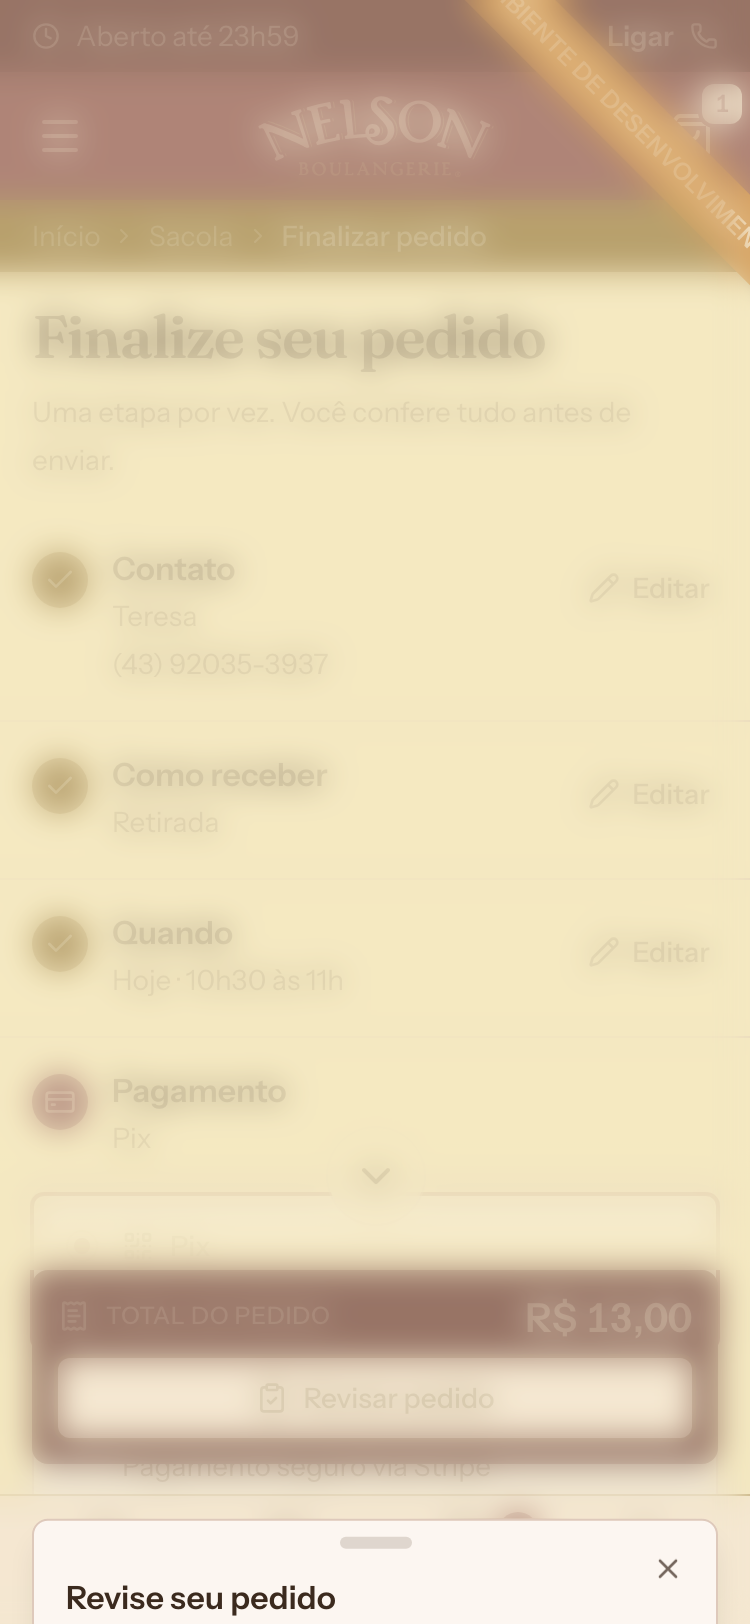 Aberto até 23h59
Ligar
AMBIENTE DE DESENVOLVIMEN
1
NELSON
BOULANGERIE
Início > Sacola > Finalizar pedido
Finalize seu pedido
Uma etapa por vez. Você confere tudo antes de
enviar.
Contato
Editar
Teresa
(43) 92035-3937
Como receber
Editar
Retirada
Quando
Editar
Hoje · 10h30 às 11h
Pagamento
Pix
Pix
TOTAL DO PEDIDO R$ 13,00
Revisar pedido
Pagamento seguro via Stripe
Revise seu pedido